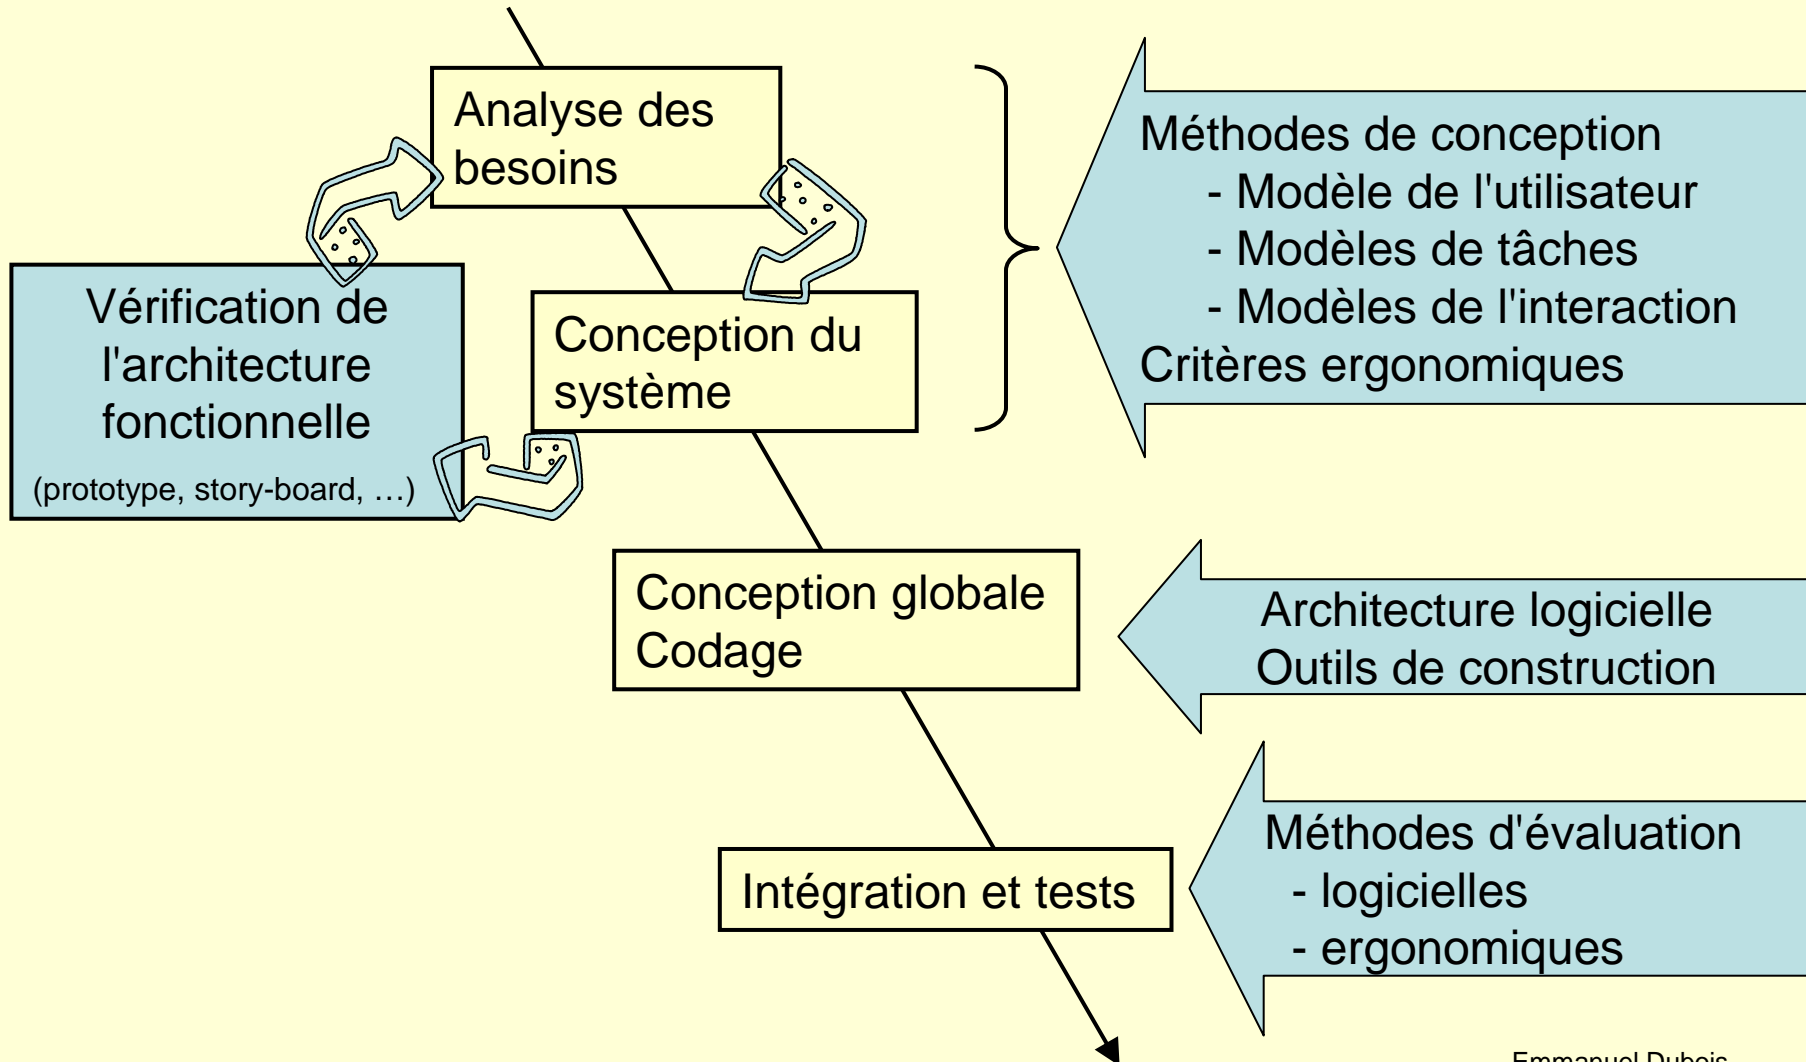 Analyse des
besoins
Vérification de
l'architecture
fonctionnelle
(prototype, story-board, …)
Conception du
système
Méthodes de conception
- Modèle de l'utilisateur
- Modèles de tâches
- Modèles de l'interaction
Critères ergonomiques
Conception globale
Codage
Architecture logicielle
Outils de construction
Intégration et tests
Méthodes d'évaluation
- logicielles
- ergonomiques
Emmanuel Dubois